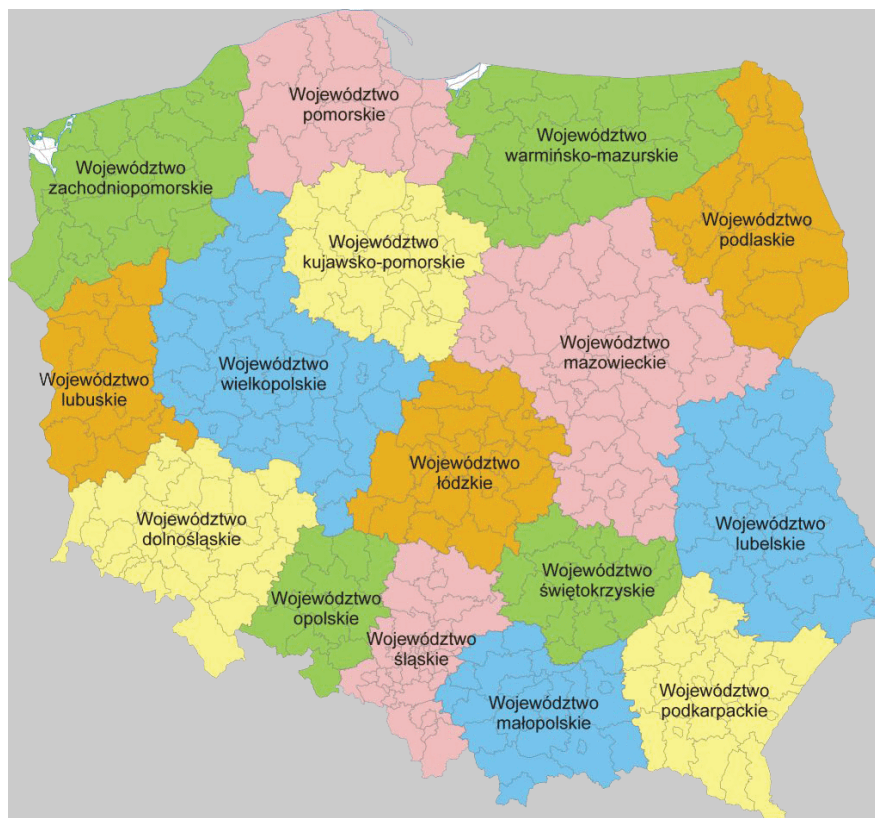 Województwo
pomorskie
Województwo
warmińsko-mazurskie
Województwo
zachodniopomorskie
Województwo
podlaskie
Województwo
kujawsko-pomorskie
Województwo
mazowieckie
Województwo
wielkopolskie
Województwo
lubuskie
Województwo
łódzkie
Województwo
dolnośląskie
Województwo
lubelskie
Województwo
świętokrzyskie
Województwo
opolskie
Województwo
śląskie
Województwo
podkarpackie
Województwo
małopolskie